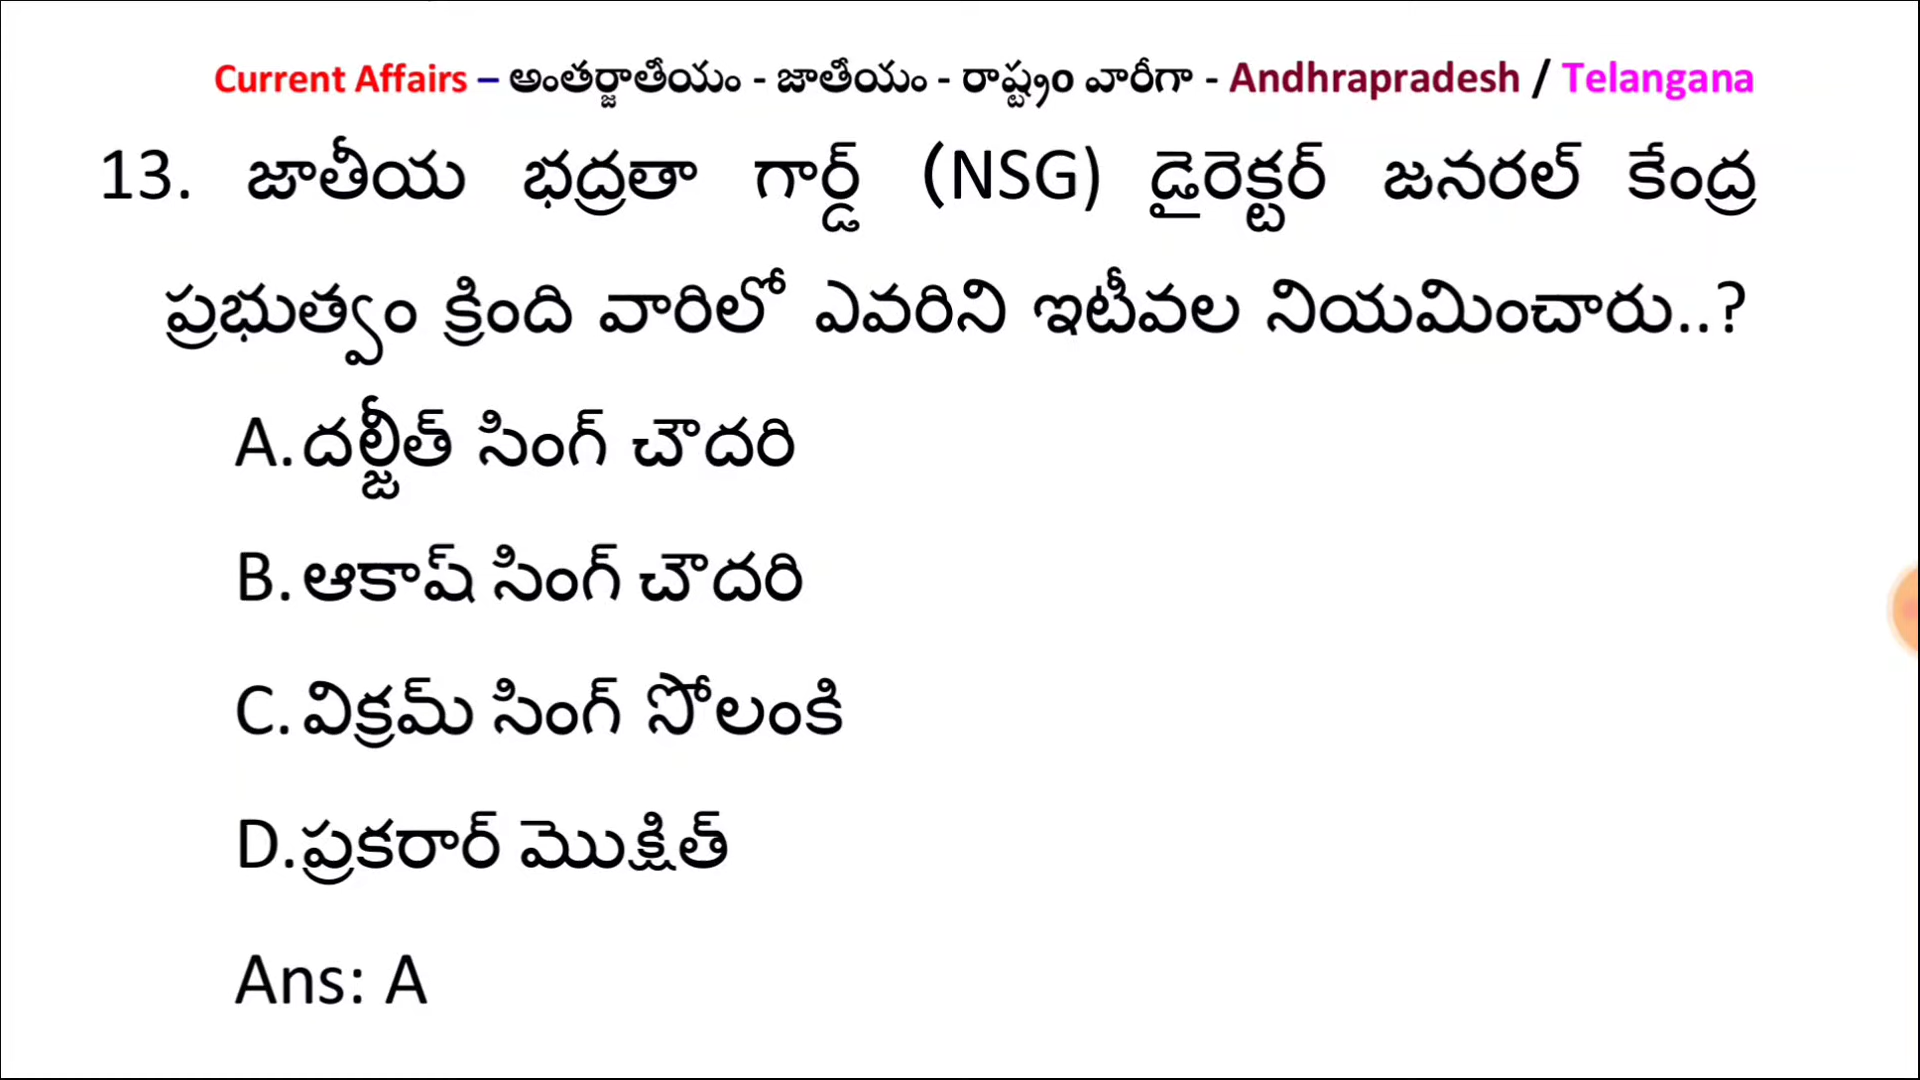 Current Affairs – అంతర్జాతీయం - జాతీయం - రాష్ట్రం వారీగా - Andhrapradesh / Telangana
13. జాతీయ భద్రతా గార్డ్ (NSG) డైరెక్టర్ జనరల్ కేంద్ర
ప్రభుత్వం క్రింది వారిలో ఎవరిని ఇటీవల నియమించారు..?
A. దల్జీత్ సింగ్ చౌదరి
B. ఆకాష్ సింగ్ చౌదరి
C. విక్రమ్ సింగ్ సోలంకి
D. ప్రకరార్ మొక్షిత్
Ans: A